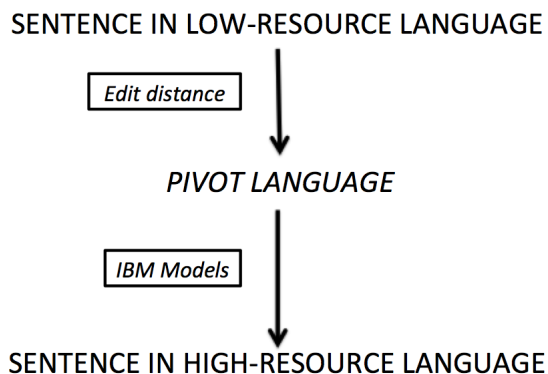 SENTENCE IN LOW-RESOURCE LANGUAGE
Edit distance
PIVOT LANGUAGE
IBM Models
SENTENCE IN HIGH-RESOURCE LANGUAGE